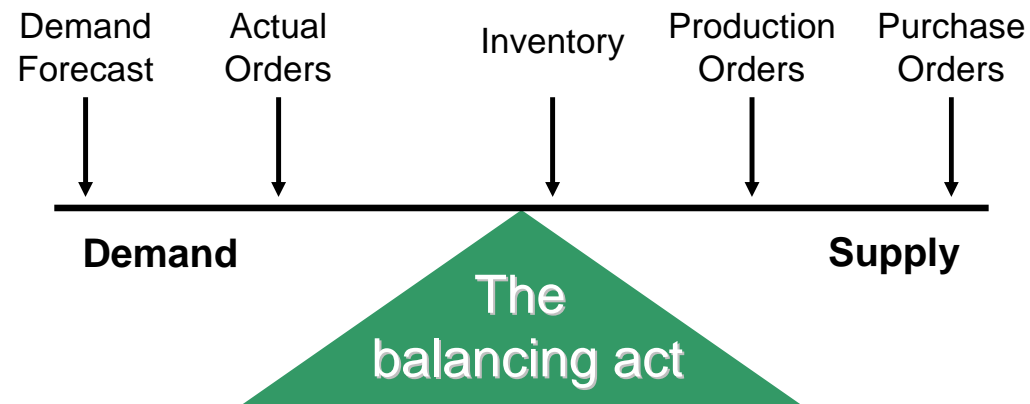 Demand
Forecast
Actual
Orders
Inventory
Production
Orders
Purchase
Orders
Demand
Supply
The
balancing act